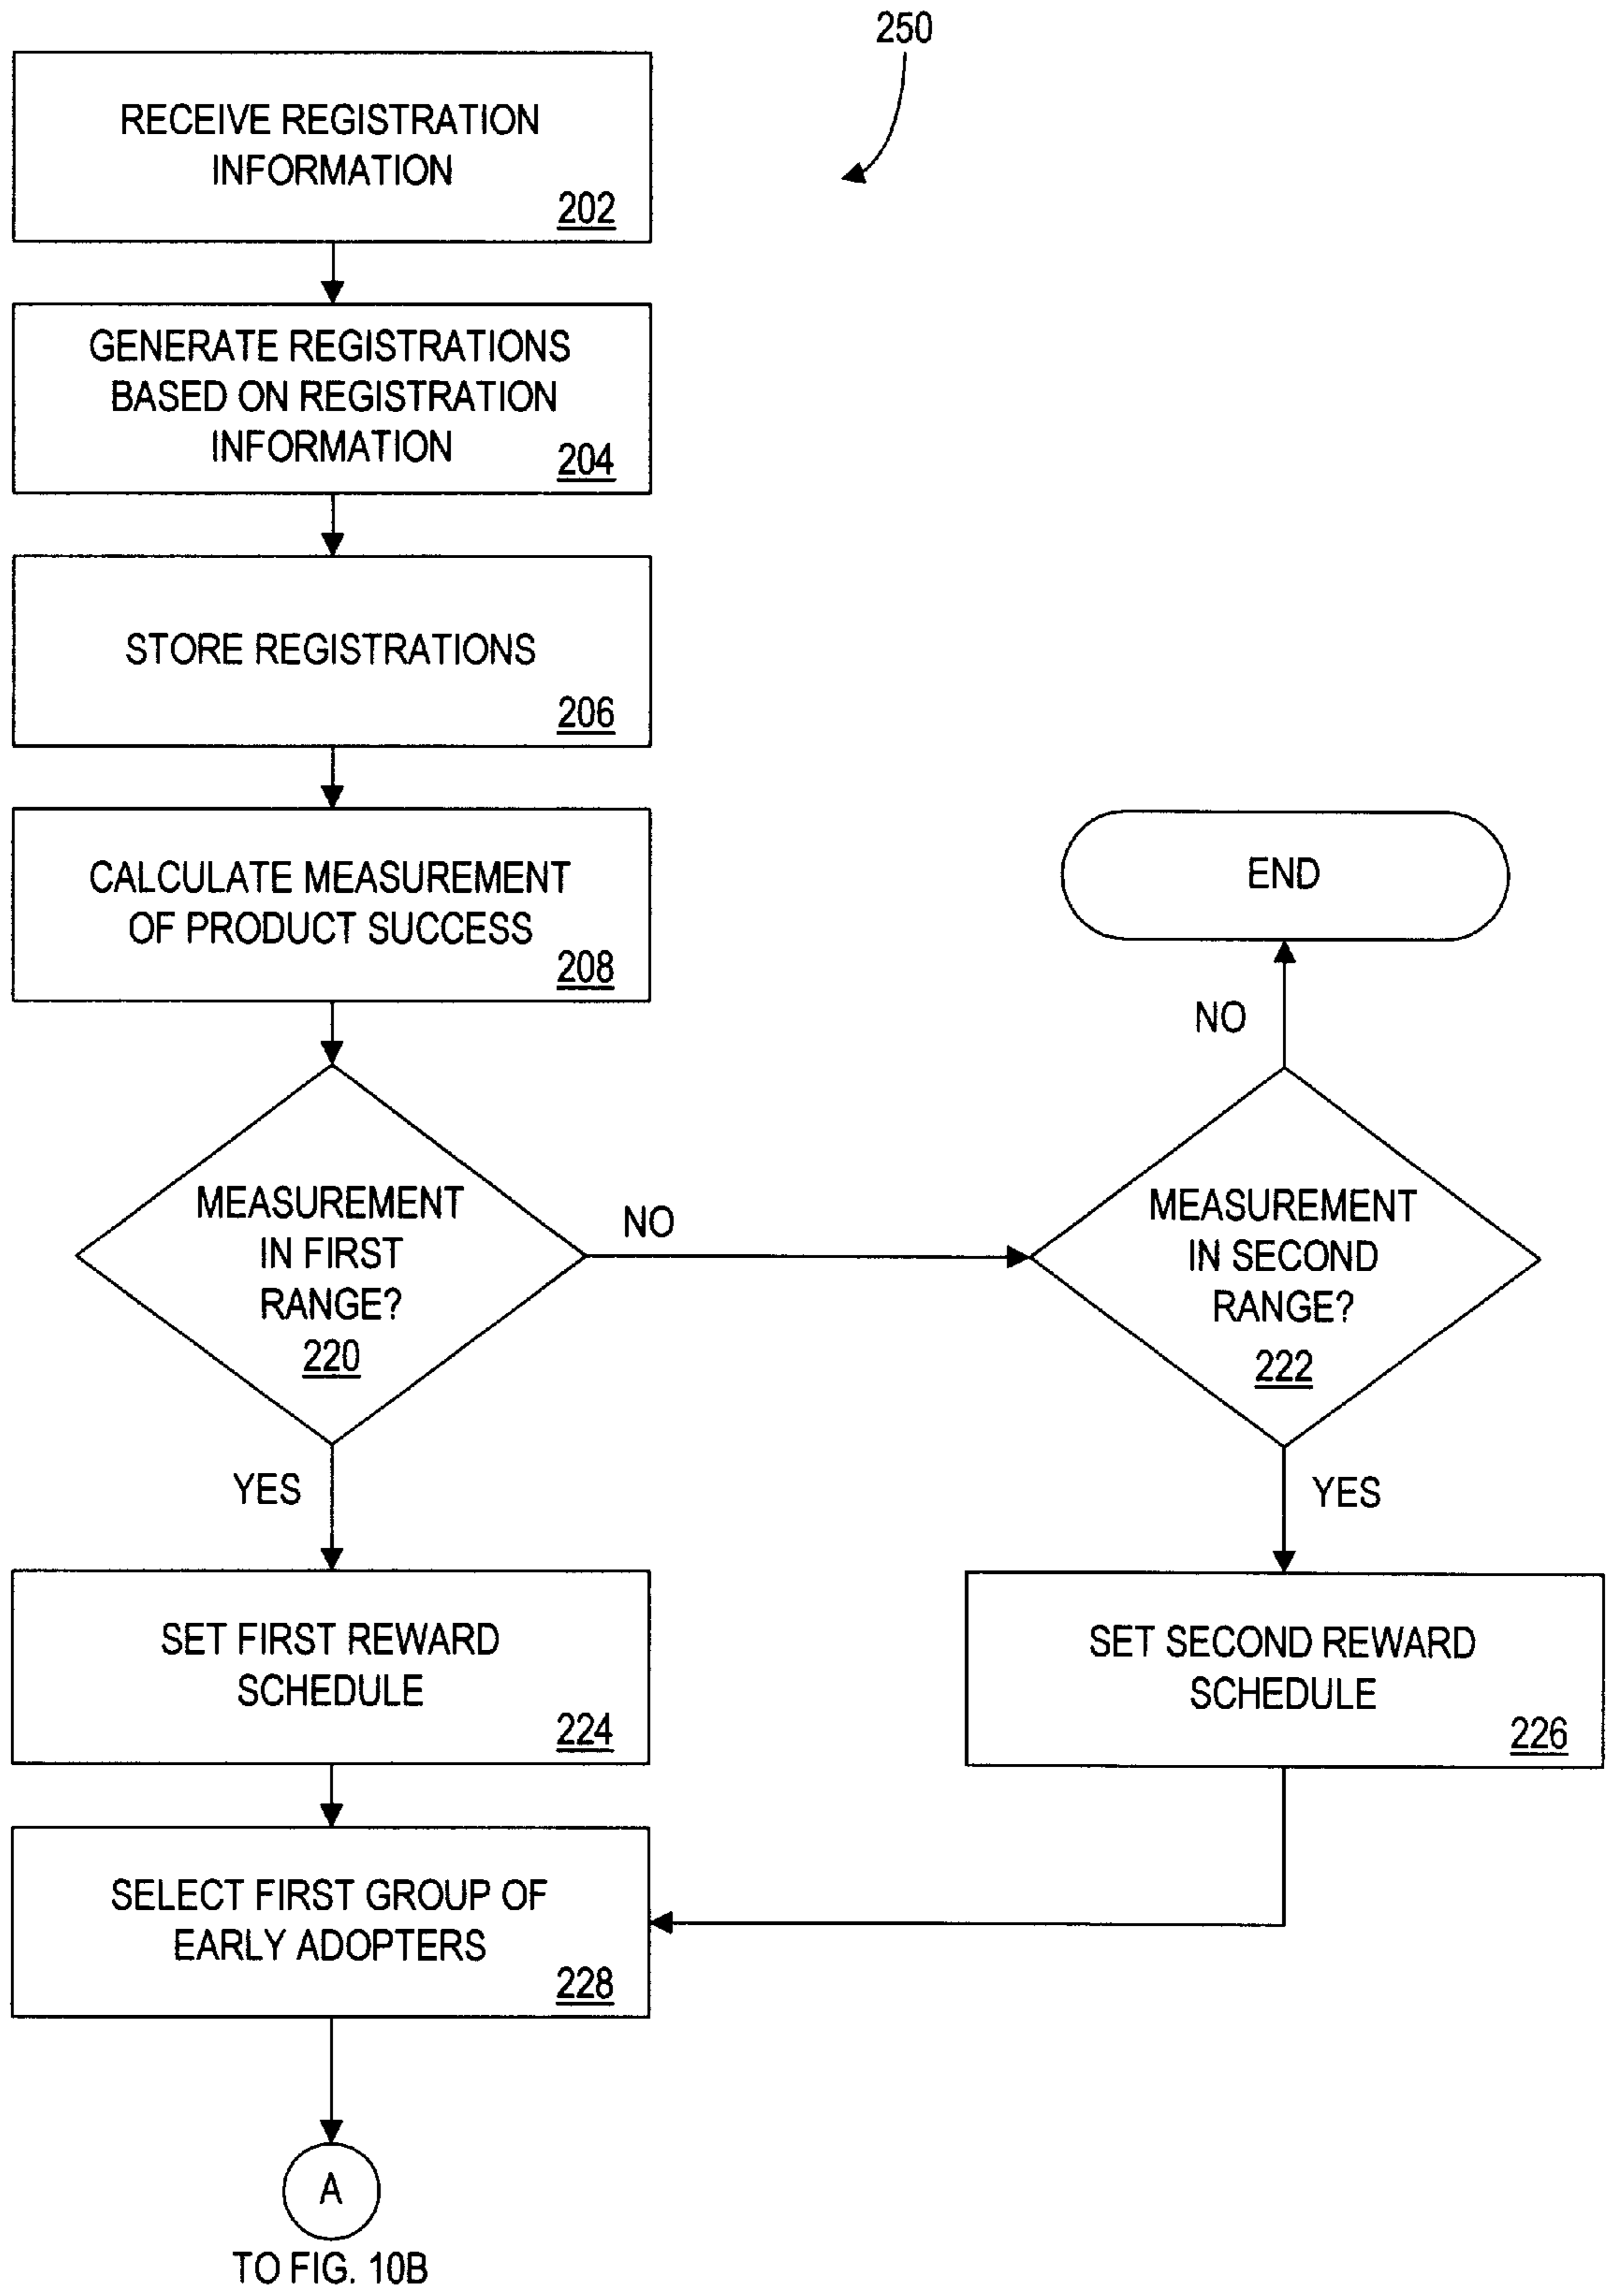 250
RECEIVE REGISTRATION
INFORMATION
202
GENERATE REGISTRATIONS
BASED ON REGISTRATION
INFORMATION
204
STORE REGISTRATIONS
206
CALCULATE MEASUREMENT
OF PRODUCT SUCCESS
208
END
NO
MEASUREMENT
IN FIRST
RANGE?
220
NO
MEASUREMENT
IN SECOND
RANGE?
222
YES
YES
SET FIRST REWARD
SCHEDULE
224
SET SECOND REWARD
SCHEDULE
226
SELECT FIRST GROUP OF
EARLY ADOPTERS
228
A
TO FIG. 10B